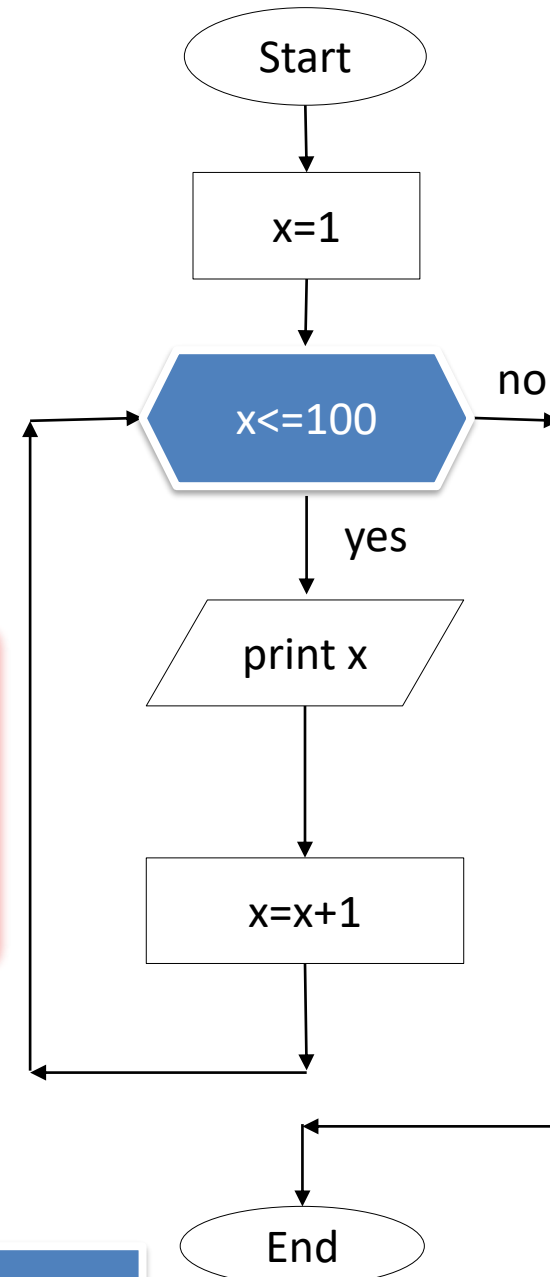 Start
x=1
x<=100
no
yes
print x
x=x+1
End